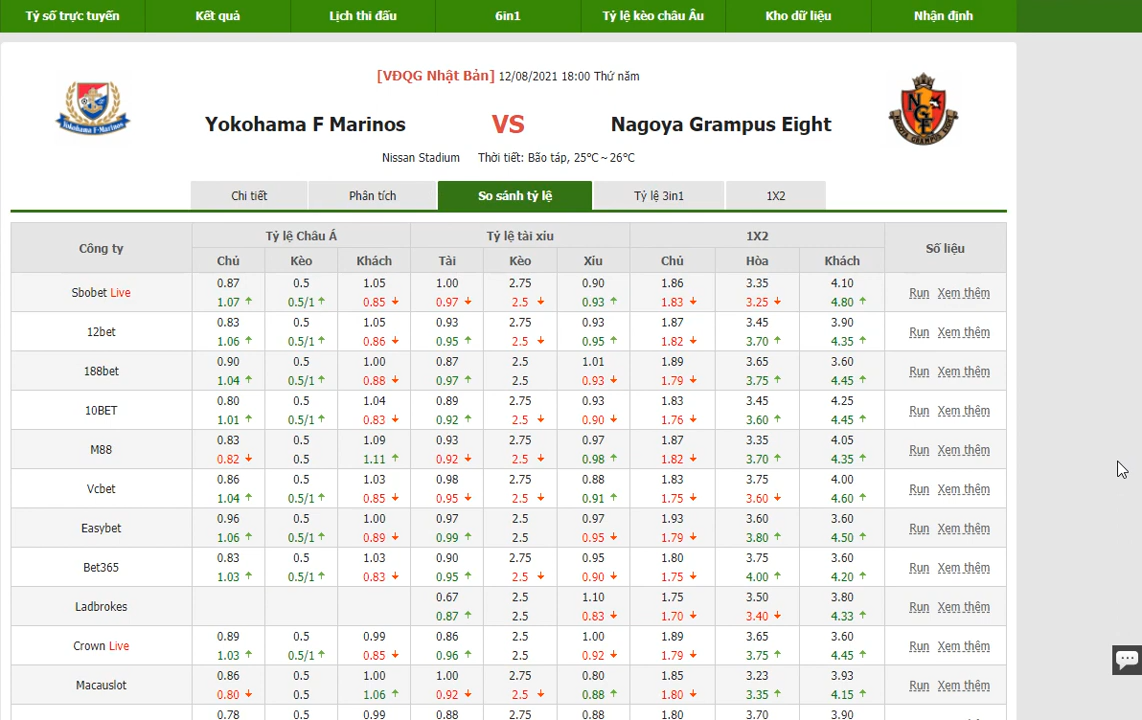 Tỷ số trực tuyến Kết quả Lịch thi đấu 6in1 Tỷ lệ kèo châu Âu Kho dữ liệu Nhận định
[VĐQG Nhật Bản] 12/08/2021 18:00 Thứ năm
Yokohama F Marinos VS Nagoya Grampus Eight
Nissan Stadium Thời tiết: Bão táp, 25℃～26℃
Chi tiết Phân tích So sánh tỷ lệ Tỷ lệ 3in1 1X2
Công ty Tỷ lệ Châu Á Tỷ lệ tài xỉu 1X2 Số liệu
Chủ Kèo Khách Tài Kèo Xỉu Chủ Hòa Khách
0.87 0.5 1.05 1.00 2.75 0.90 1.86 3.35 4.10
Sbobet Live Run Xem thêm
1.07 0.5/1 0.85 0.97 2.5 0.93 1.83 3.25 4.80
0.83 0.5 1.05 0.93 2.75 0.93 1.87 3.45 3.90
12bet Run Xem thêm
1.06 0.5/1 0.86 0.95 2.5 0.95 1.82 3.70 4.35
0.90 0.5 1.00 0.87 2.5 1.01 1.89 3.65 3.60
188bet Run Xem thêm
1.04 0.5/1 0.88 0.97 2.5 0.93 1.79 3.75 4.45
0.80 0.5 1.04 0.89 2.75 0.93 1.83 3.45 4.25
10BET Run Xem thêm
1.01 0.5/1 0.83 0.92 2.5 0.90 1.76 3.60 4.45
0.83 0.5 1.09 0.93 2.75 0.97 1.87 3.35 4.05
M88 Run Xem thêm
0.82 0.5 1.11 0.92 2.5 0.98 1.82 3.70 4.35
0.86 0.5 1.03 0.98 2.75 0.88 1.83 3.75 4.00
Vcbet Run Xem thêm
1.04 0.5/1 0.85 0.95 2.5 0.91 1.75 3.60 4.60
0.96 0.5 1.00 0.97 2.5 0.97 1.93 3.60 3.60
Easybet Run Xem thêm
1.06 0.5/1 0.89 0.99 2.5 0.95 1.79 3.80 4.50
0.83 0.5 1.03 0.90 2.75 0.95 1.80 3.75 3.60
Bet365 Run Xem thêm
1.03 0.5/1 0.83 0.95 2.5 0.90 1.75 4.00 4.20
0.67 2.5 1.10 1.75 3.50 3.80
Ladbrokes Run Xem thêm
0.87 2.5 0.83 1.70 3.40 4.33
0.89 0.5 0.99 0.86 2.5 1.00 1.89 3.65 3.60
Crown Live Run Xem thêm
1.03 0.5/1 0.85 0.96 2.5 0.92 1.79 3.75 4.45
0.86 0.5 1.00 1.00 2.75 0.80 1.85 3.23 3.93
Macauslot Run Xem thêm
0.80 0.5 1.06 0.92 2.5 0.88 1.80 3.35 4.15
0.78 0.5 0.99 0.88 2.75 0.88 1.80 3.70 3.90